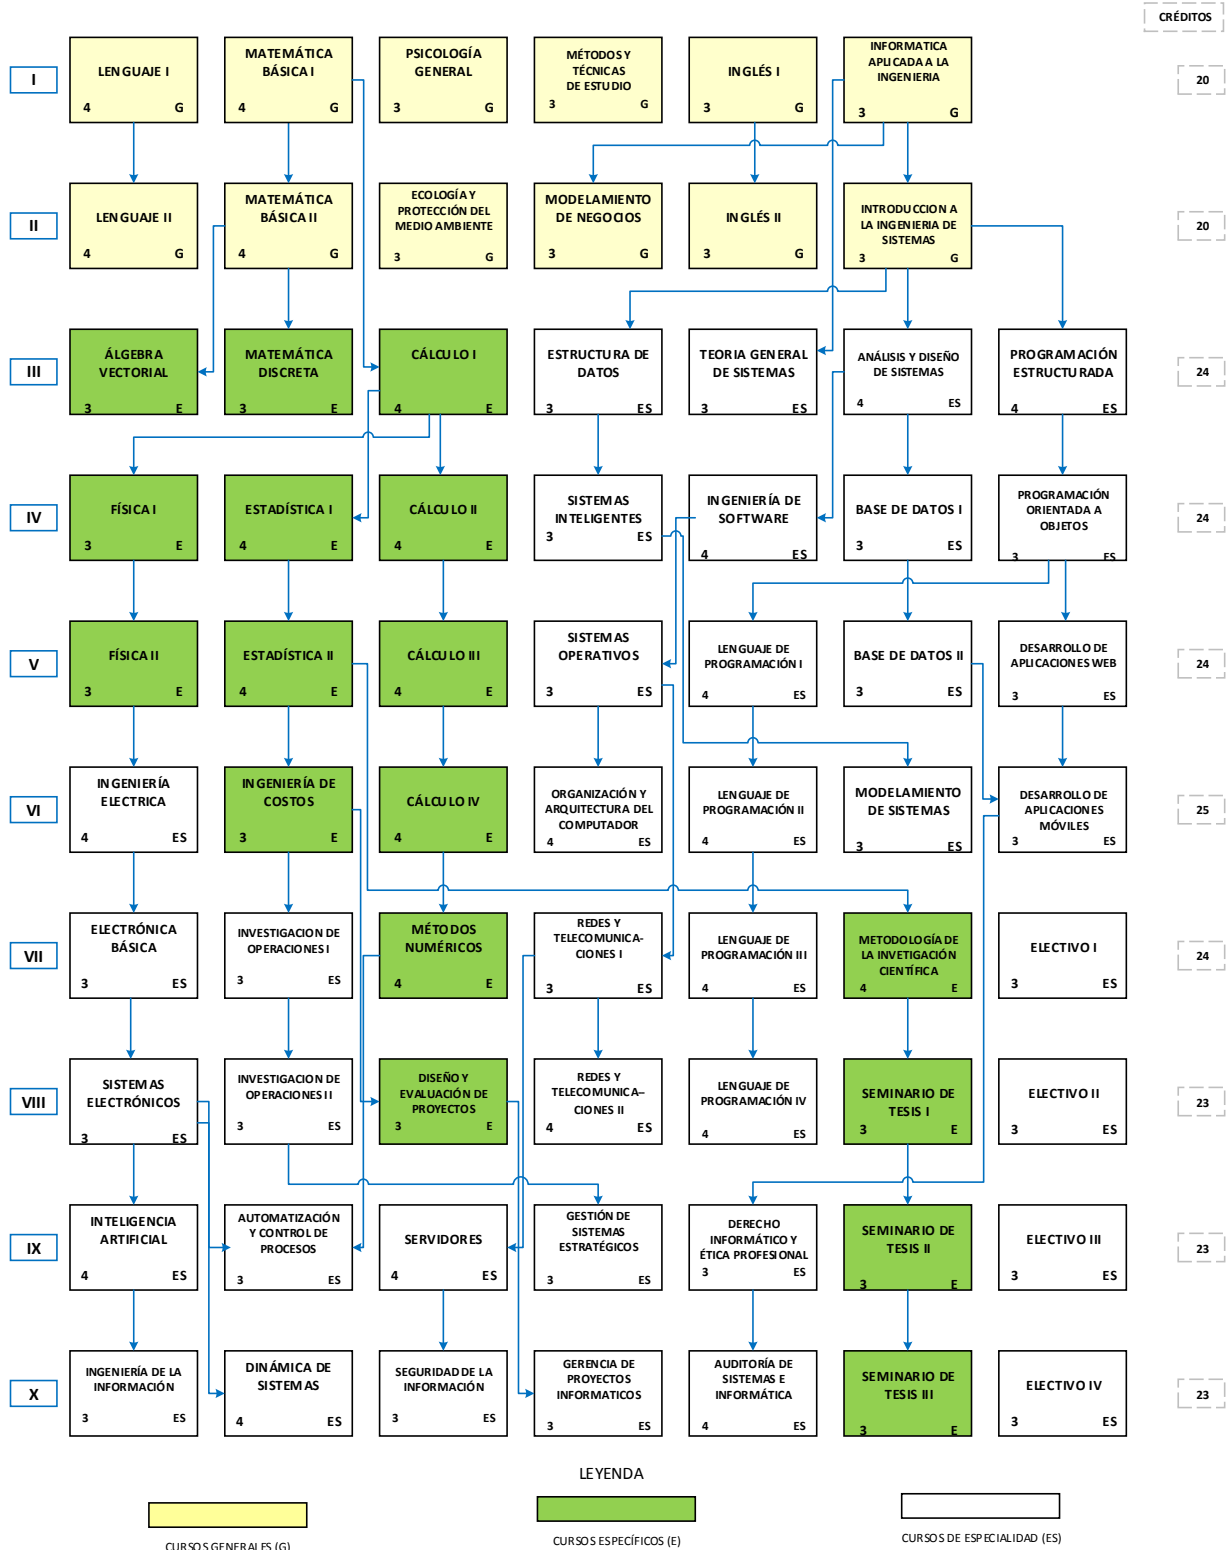 CRÉDITOS
I
LENGUAJE I
4 G
MATEMÁTICA
BÁSICA I
4 G
PSICOLOGÍA
GENERAL
3 G
MÉTODOS Y
TÉCNICAS
DE ESTUDIO
3 G
INGLÉS I
3 G
INFORMATICA
APLICADA A LA
INGENIERIA
3 G
20
II
LENGUAJE II
4 G
MATEMÁTICA
BÁSICA II
4 G
ECOLOGÍA Y
PROTECCIÓN DEL
MEDIO AMBIENTE
3 G
MODELAMIENTO
DE NEGOCIOS
3 G
INGLÉS II
3 G
INTRODUCCION A
LA INGENIERIA DE
SISTEMAS
3 G
20
III
ÁLGEBRA
VECTORIAL
3 E
MATEMÁTICA
DISCRETA
3 E
CÁLCULO I
4 E
ESTRUCTURA DE
DATOS
3 ES
TEORIA GENERAL
DE SISTEMAS
3 ES
ANÁLISIS Y DISEÑO
DE SISTEMAS
4 ES
PROGRAMACIÓN
ESTRUCTURADA
4 ES
24
IV
FÍSICA I
3 E
ESTADÍSTICA I
4 E
CÁLCULO II
4 E
SISTEMAS
INTELIGENTES
3 ES
INGENIERÍA DE
SOFTWARE
4 ES
BASE DE DATOS I
3 ES
PROGRAMACIÓN
ORIENTADA A
OBJETOS
3 ES
24
V
FÍSICA II
3 E
ESTADÍSTICA II
4 E
CÁLCULO III
4 E
SISTEMAS
OPERATIVOS
3 ES
LENGUAJE DE
PROGRAMACIÓN I
4 ES
BASE DE DATOS II
3 ES
DESARROLLO DE
APLICACIONES WEB
3 ES
24
VI
INGENIERÍA
ELECTRICA
4 ES
INGENIERÍA DE
COSTOS
3 E
CÁLCULO IV
4 E
ORGANIZACIÓN Y
ARQUITECTURA DEL
COMPUTADOR
4 ES
LENGUAJE DE
PROGRAMACIÓN II
4 ES
MODELAMIENTO
DE SISTEMAS
3 ES
DESARROLLO DE
APLICACIONES
MÓVILES
3 ES
25
VII
ELECTRÓNICA
BÁSICA
3 ES
INVESTIGACION DE
OPERACIONES I
3 ES
MÉTODOS
NUMÉRICOS
4 E
REDES Y
TELECOMUNICA-
CIONES I
3 ES
LENGUAJE DE
PROGRAMACIÓN III
4 ES
METODOLOGÍA DE
LA INVETIGACIÓN
CIENTÍFICA
4 E
ELECTIVO I
3 ES
24
VIII
SISTEMAS
ELECTRÓNICOS
3 ES
INVESTIGACION DE
OPERACIONES II
3 ES
DISEÑO Y
EVALUACIÓN DE
PROYECTOS
3 E
REDES Y
TELECOMUNICA–
CIONES II
4 ES
LENGUAJE DE
PROGRAMACIÓN IV
4 ES
SEMINARIO DE
TESIS I
3 E
ELECTIVO II
3 ES
23
IX
INTELIGENCIA
ARTIFICIAL
4 ES
AUTOMATIZACIÓN
Y CONTROL DE
PROCESOS
3 ES
SERVIDORES
4 ES
GESTIÓN DE
SISTEMAS
ESTRATÉGICOS
3 ES
DERECHO
INFORMÁTICO Y
ÉTICA PROFESIONAL
3 ES
SEMINARIO DE
TESIS II
3 E
ELECTIVO III
3 ES
23
X
INGENIERÍA DE LA
INFORMACIÓN
3 ES
DINÁMICA DE
SISTEMAS
4 ES
SEGURIDAD DE LA
INFORMACIÓN
3 ES
GERENCIA DE
PROYECTOS
INFORMATICOS
3 ES
AUDITORÍA DE
SISTEMAS E
INFORMÁTICA
4 ES
SEMINARIO DE
TESIS III
3 E
ELECTIVO IV
3 ES
23
LEYENDA
CURSOS GENERALES (G)
CURSOS ESPECÍFICOS (E)
CURSOS DE ESPECIALIDAD (ES)